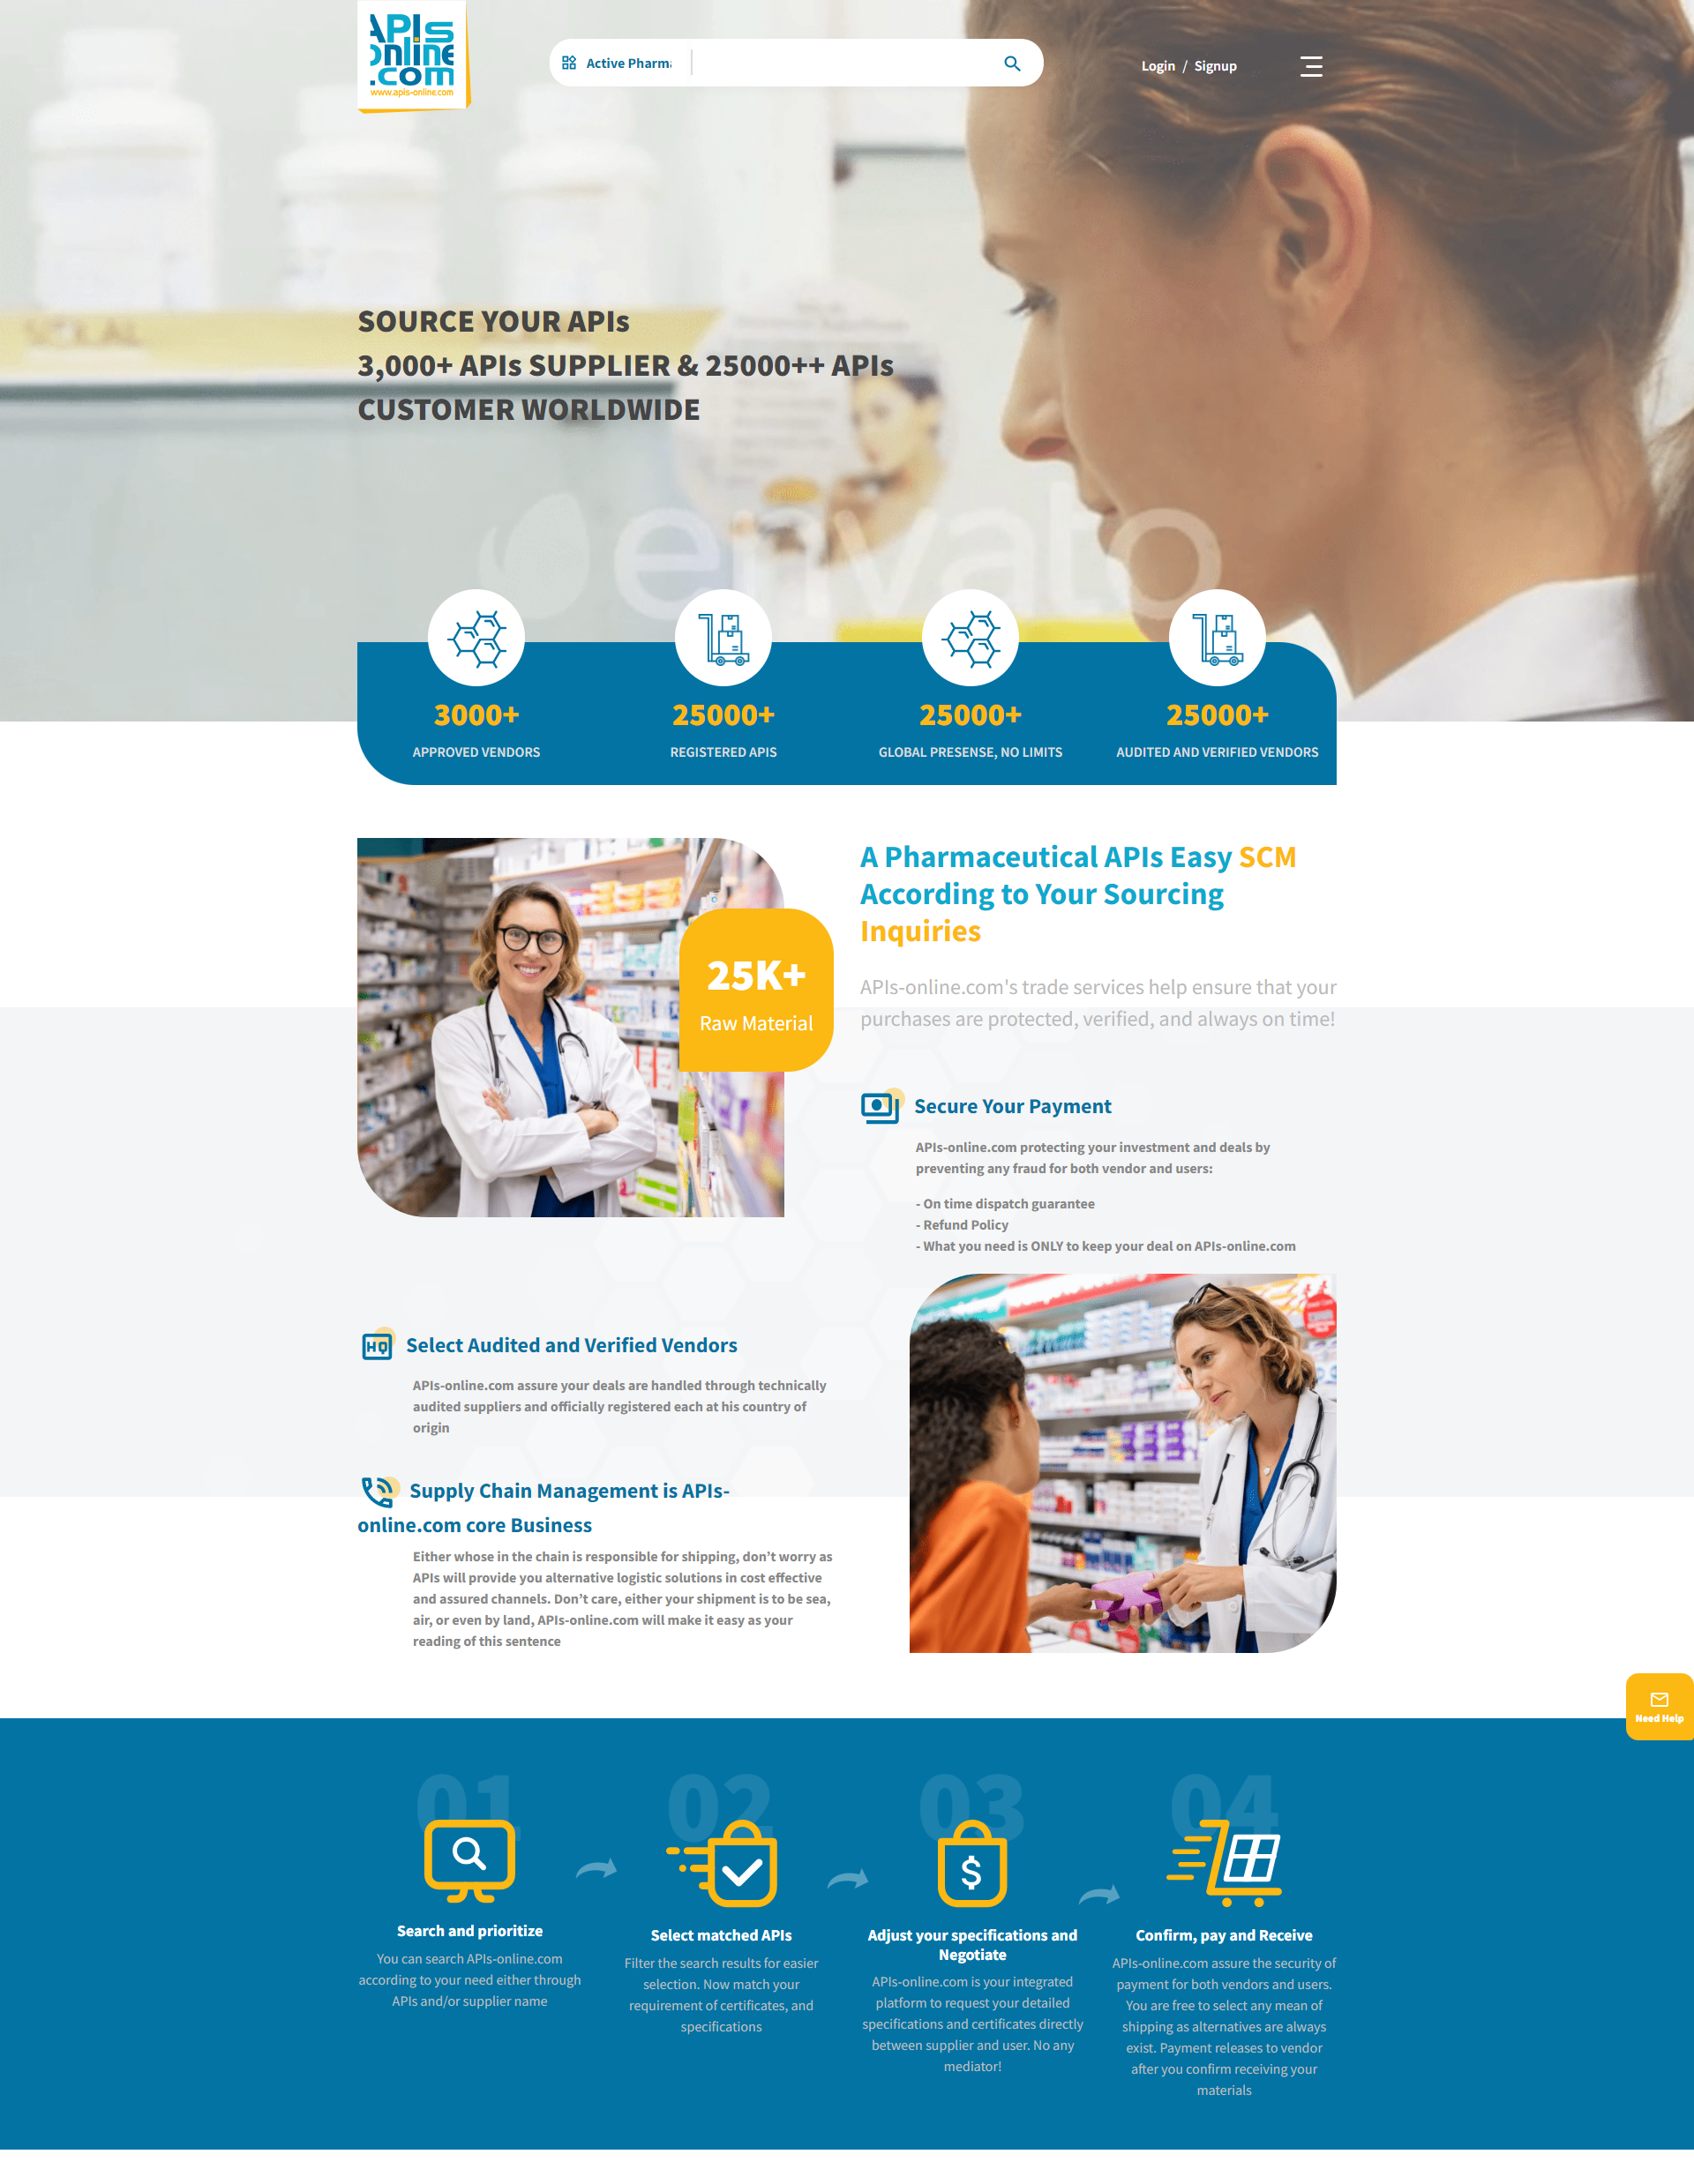 APIs
online
.com
www.apis-online.com
Active Pharma
Login / Signup
SOURCE YOUR APIs
3,000+ APIs SUPPLIER & 25000++ APIs
CUSTOMER WORLDWIDE
envato
3000+
APPROVED VENDORS
25000+
REGISTERED APIS
25000+
GLOBAL PRESENSE, NO LIMITS
25000+
AUDITED AND VERIFIED VENDORS
25K+
Raw Material
A Pharmaceutical APIs Easy SCM
According to Your Sourcing
Inquiries
APIs-online.com's trade services help ensure that your
purchases are protected, verified, and always on time!
Secure Your Payment
APIs-online.com protecting your investment and deals by
preventing any fraud for both vendor and users:
- On time dispatch guarantee
- Refund Policy
- What you need is ONLY to keep your deal on APIs-online.com
HQ
Select Audited and Verified Vendors
APIs-online.com assure your deals are handled through technically
audited suppliers and officially registered each at his country of
origin
Supply Chain Management is APIs-
online.com core Business
Either whose in the chain is responsible for shipping, don’t worry as
APIs will provide you alternative logistic solutions in cost effective
and assured channels. Don’t care, either your shipment is to be sea,
air, or even by land, APIs-online.com will make it easy as your
reading of this sentence
Need Help
01
Search and prioritize
You can search APIs-online.com
according to your need either through
APIs and/or supplier name
02
Select matched APIs
Filter the search results for easier
selection. Now match your
requirement of certificates, and
specifications
03
$
Adjust your specifications and
Negotiate
APIs-online.com is your integrated
platform to request your detailed
specifications and certificates directly
between supplier and user. No any
mediator!
04
Confirm, pay and Receive
APIs-online.com assure the security of
payment for both vendors and users.
You are free to select any mean of
shipping as alternatives are always
exist. Payment releases to vendor
after you confirm receiving your
materials